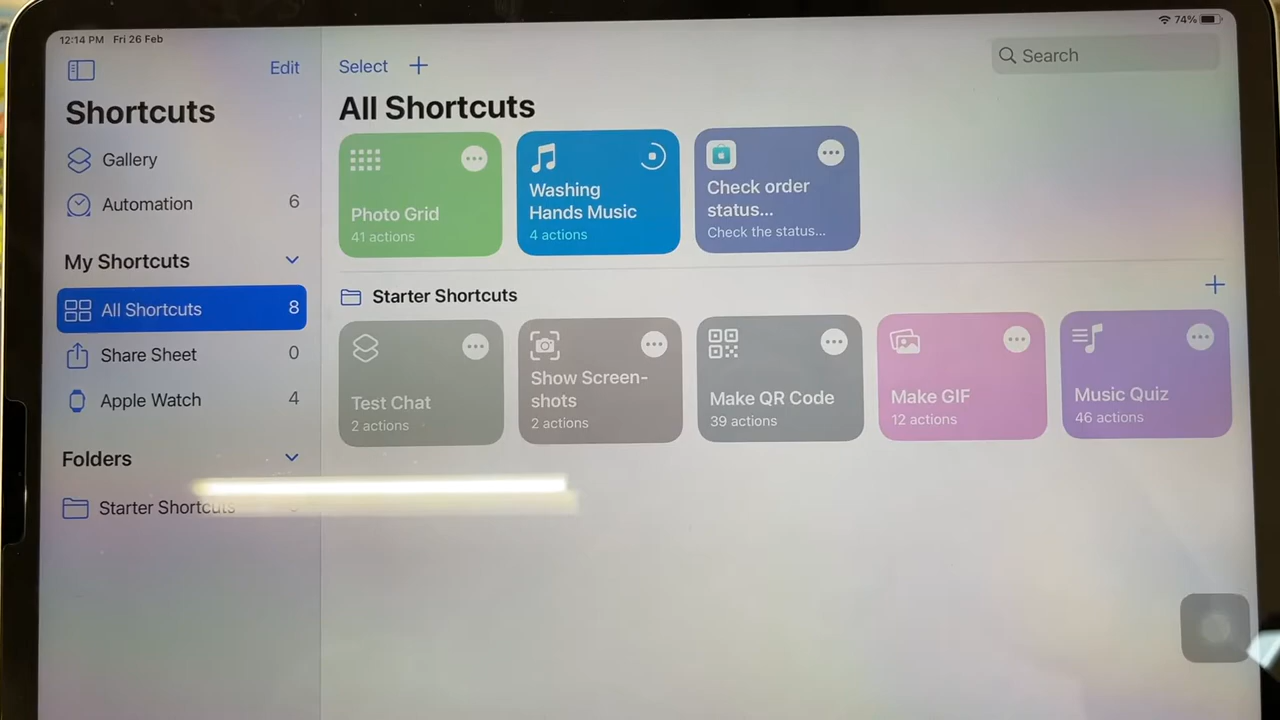 12:14 PM Fri 26 Feb
74%
Edit
Select +
Search
Shortcuts
Gallery
Automation 6
My Shortcuts
All Shortcuts 8
Share Sheet 0
Apple Watch 4
Folders
Starter Shortcuts
All Shortcuts
Photo Grid
41 actions
Washing
Hands Music
4 actions
Check order
status...
Check the status...
Starter Shortcuts
+
Test Chat
2 actions
Show Screen-
shots
2 actions
Make QR Code
39 actions
Make GIF
12 actions
Music Quiz
46 actions